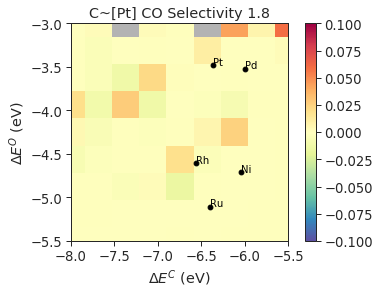 C~[Pt] CO Selectivity 1.8
−3.0
−3.5
−4.0
−4.5
−5.0
−5.5
ΔE^O (eV)
Pt
Pd
Rh
Ni
Ru
−8.0 −7.5 −7.0 −6.5 −6.0 −5.5
ΔE^C (eV)
0.100
0.075
0.050
0.025
0.000
−0.025
−0.050
−0.075
−0.100